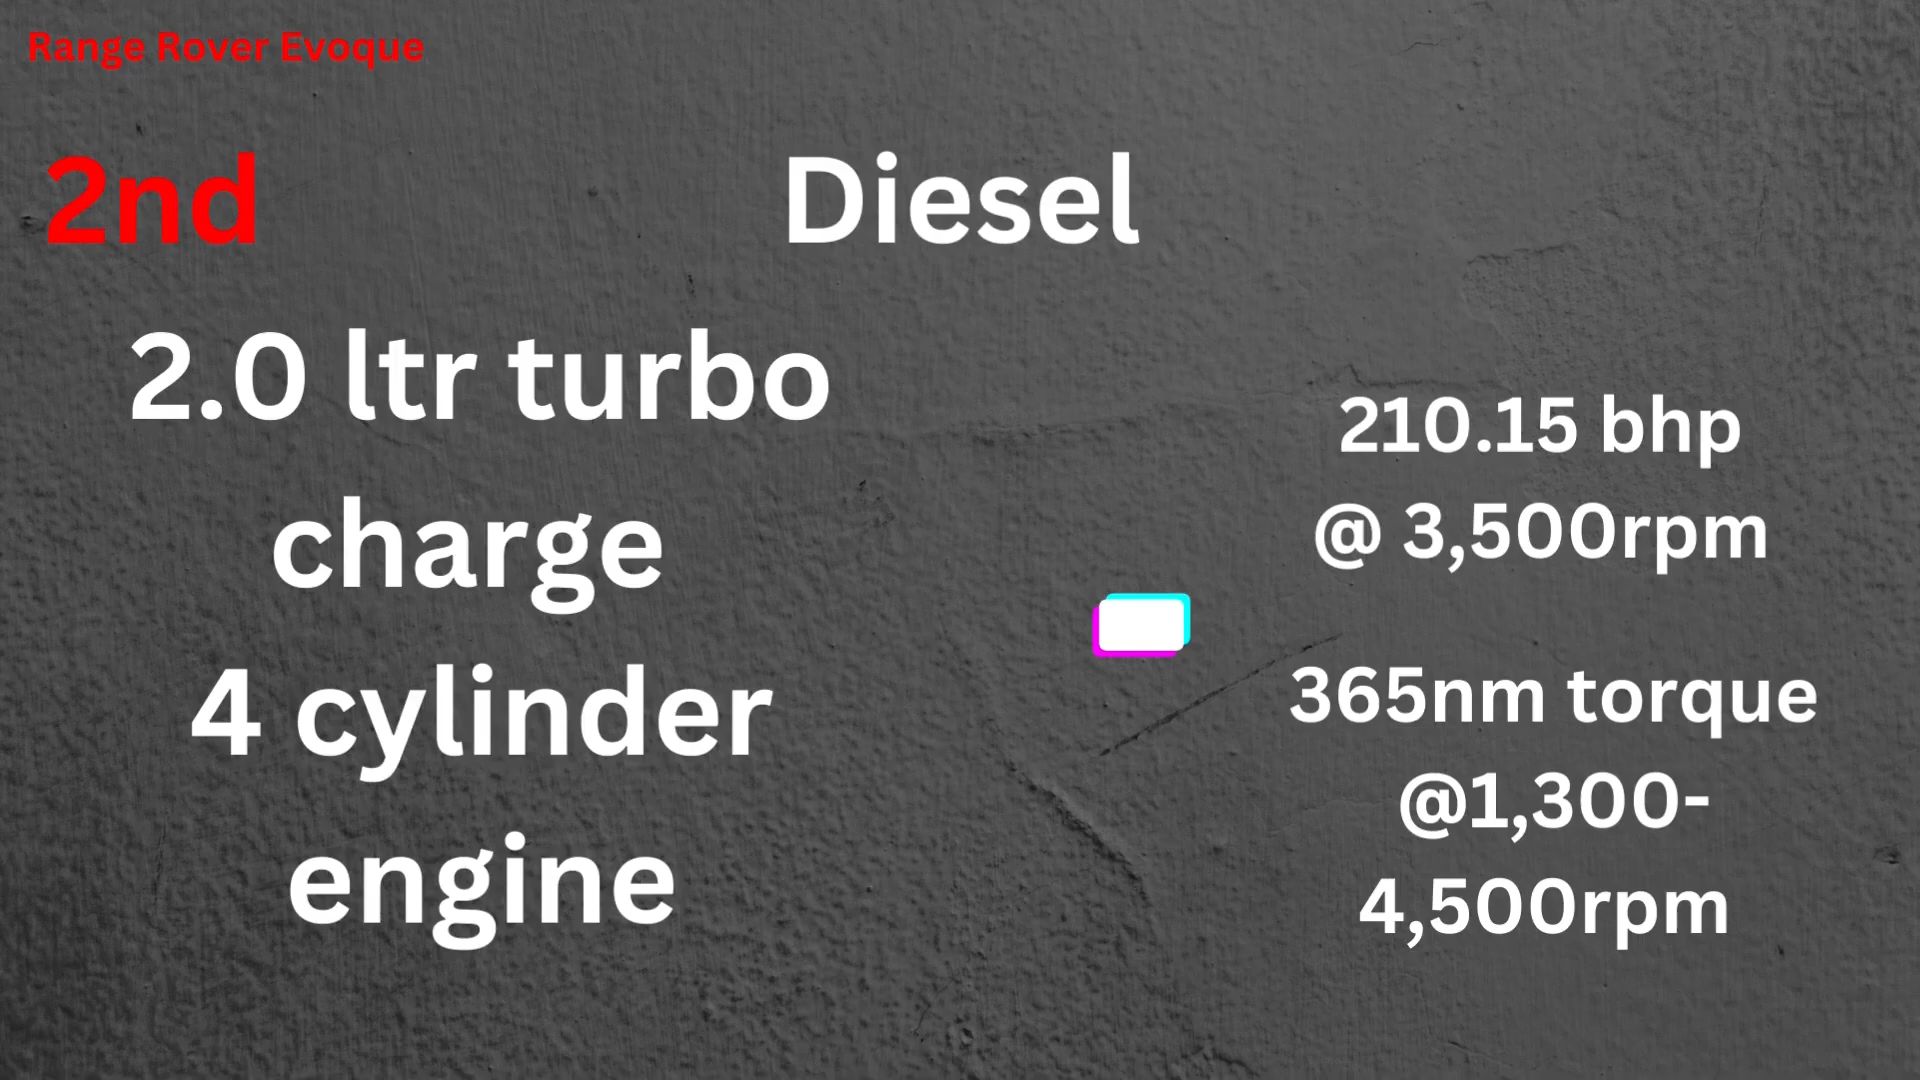 Range Rover Evoque
2nd
Diesel
2.0 ltr turbo
charge
4 cylinder
engine
210.15 bhp
@ 3,500rpm
365nm torque
@1,300-
4,500rpm